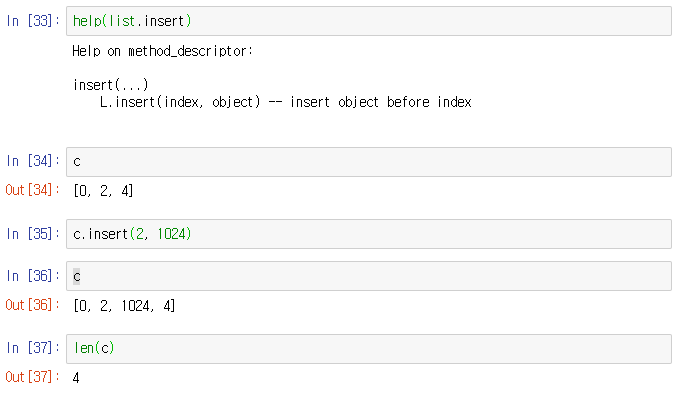 In [33]: help(list.insert)
Help on method_descriptor:
insert(...)
    L.insert(index, object) -- insert object before index
In [34]: c
Out[34]: [0, 2, 4]
In [35]: c.insert(2, 1024)
In [36]: c
Out[36]: [0, 2, 1024, 4]
In [37]: len(c)
Out[37]: 4